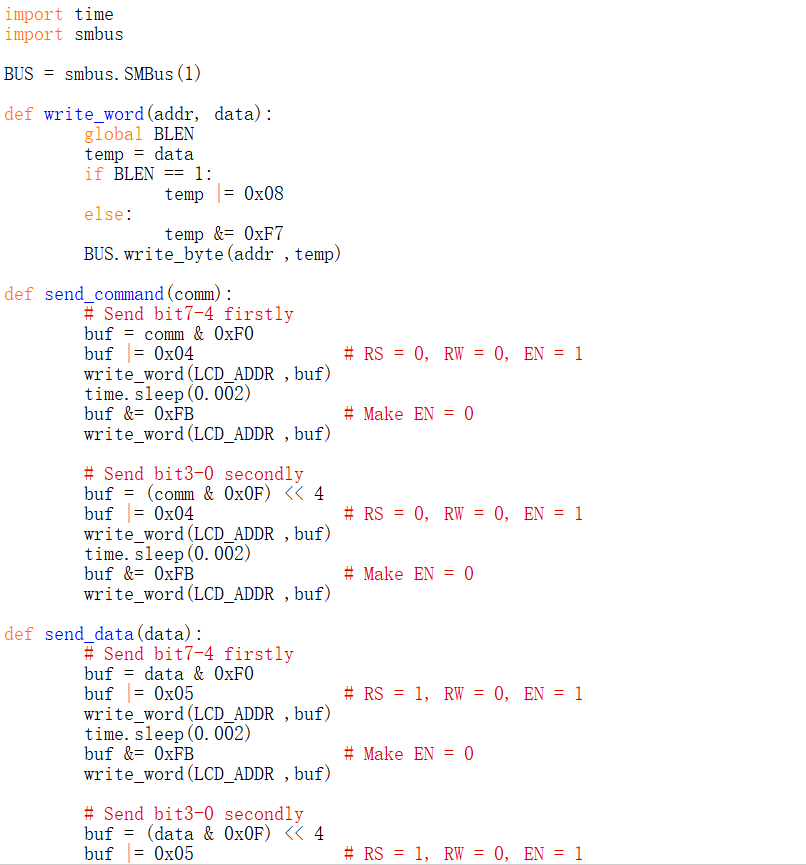 import time
import smbus

BUS = smbus.SMBus(1)

def write_word(addr, data):
        global BLEN
        temp = data
        if BLEN == 1:
                temp |= 0x08
        else:
                temp &= 0xF7
        BUS.write_byte(addr ,temp)

def send_command(comm):
        # Send bit7-4 firstly
        buf = comm & 0xF0
        buf |= 0x04               # RS = 0, RW = 0, EN = 1
        write_word(LCD_ADDR ,buf)
        time.sleep(0.002)
        buf &= 0xFB               # Make EN = 0
        write_word(LCD_ADDR ,buf)

        # Send bit3-0 secondly
        buf = (comm & 0x0F) << 4
        buf |= 0x04               # RS = 0, RW = 0, EN = 1
        write_word(LCD_ADDR ,buf)
        time.sleep(0.002)
        buf &= 0xFB               # Make EN = 0
        write_word(LCD_ADDR ,buf)

def send_data(data):
        # Send bit7-4 firstly
        buf = data & 0xF0
        buf |= 0x05               # RS = 1, RW = 0, EN = 1
        write_word(LCD_ADDR ,buf)
        time.sleep(0.002)
        buf &= 0xFB               # Make EN = 0
        write_word(LCD_ADDR ,buf)

        # Send bit3-0 secondly
        buf = (data & 0x0F) << 4
        buf |= 0x05               # RS = 1, RW = 0, EN = 1